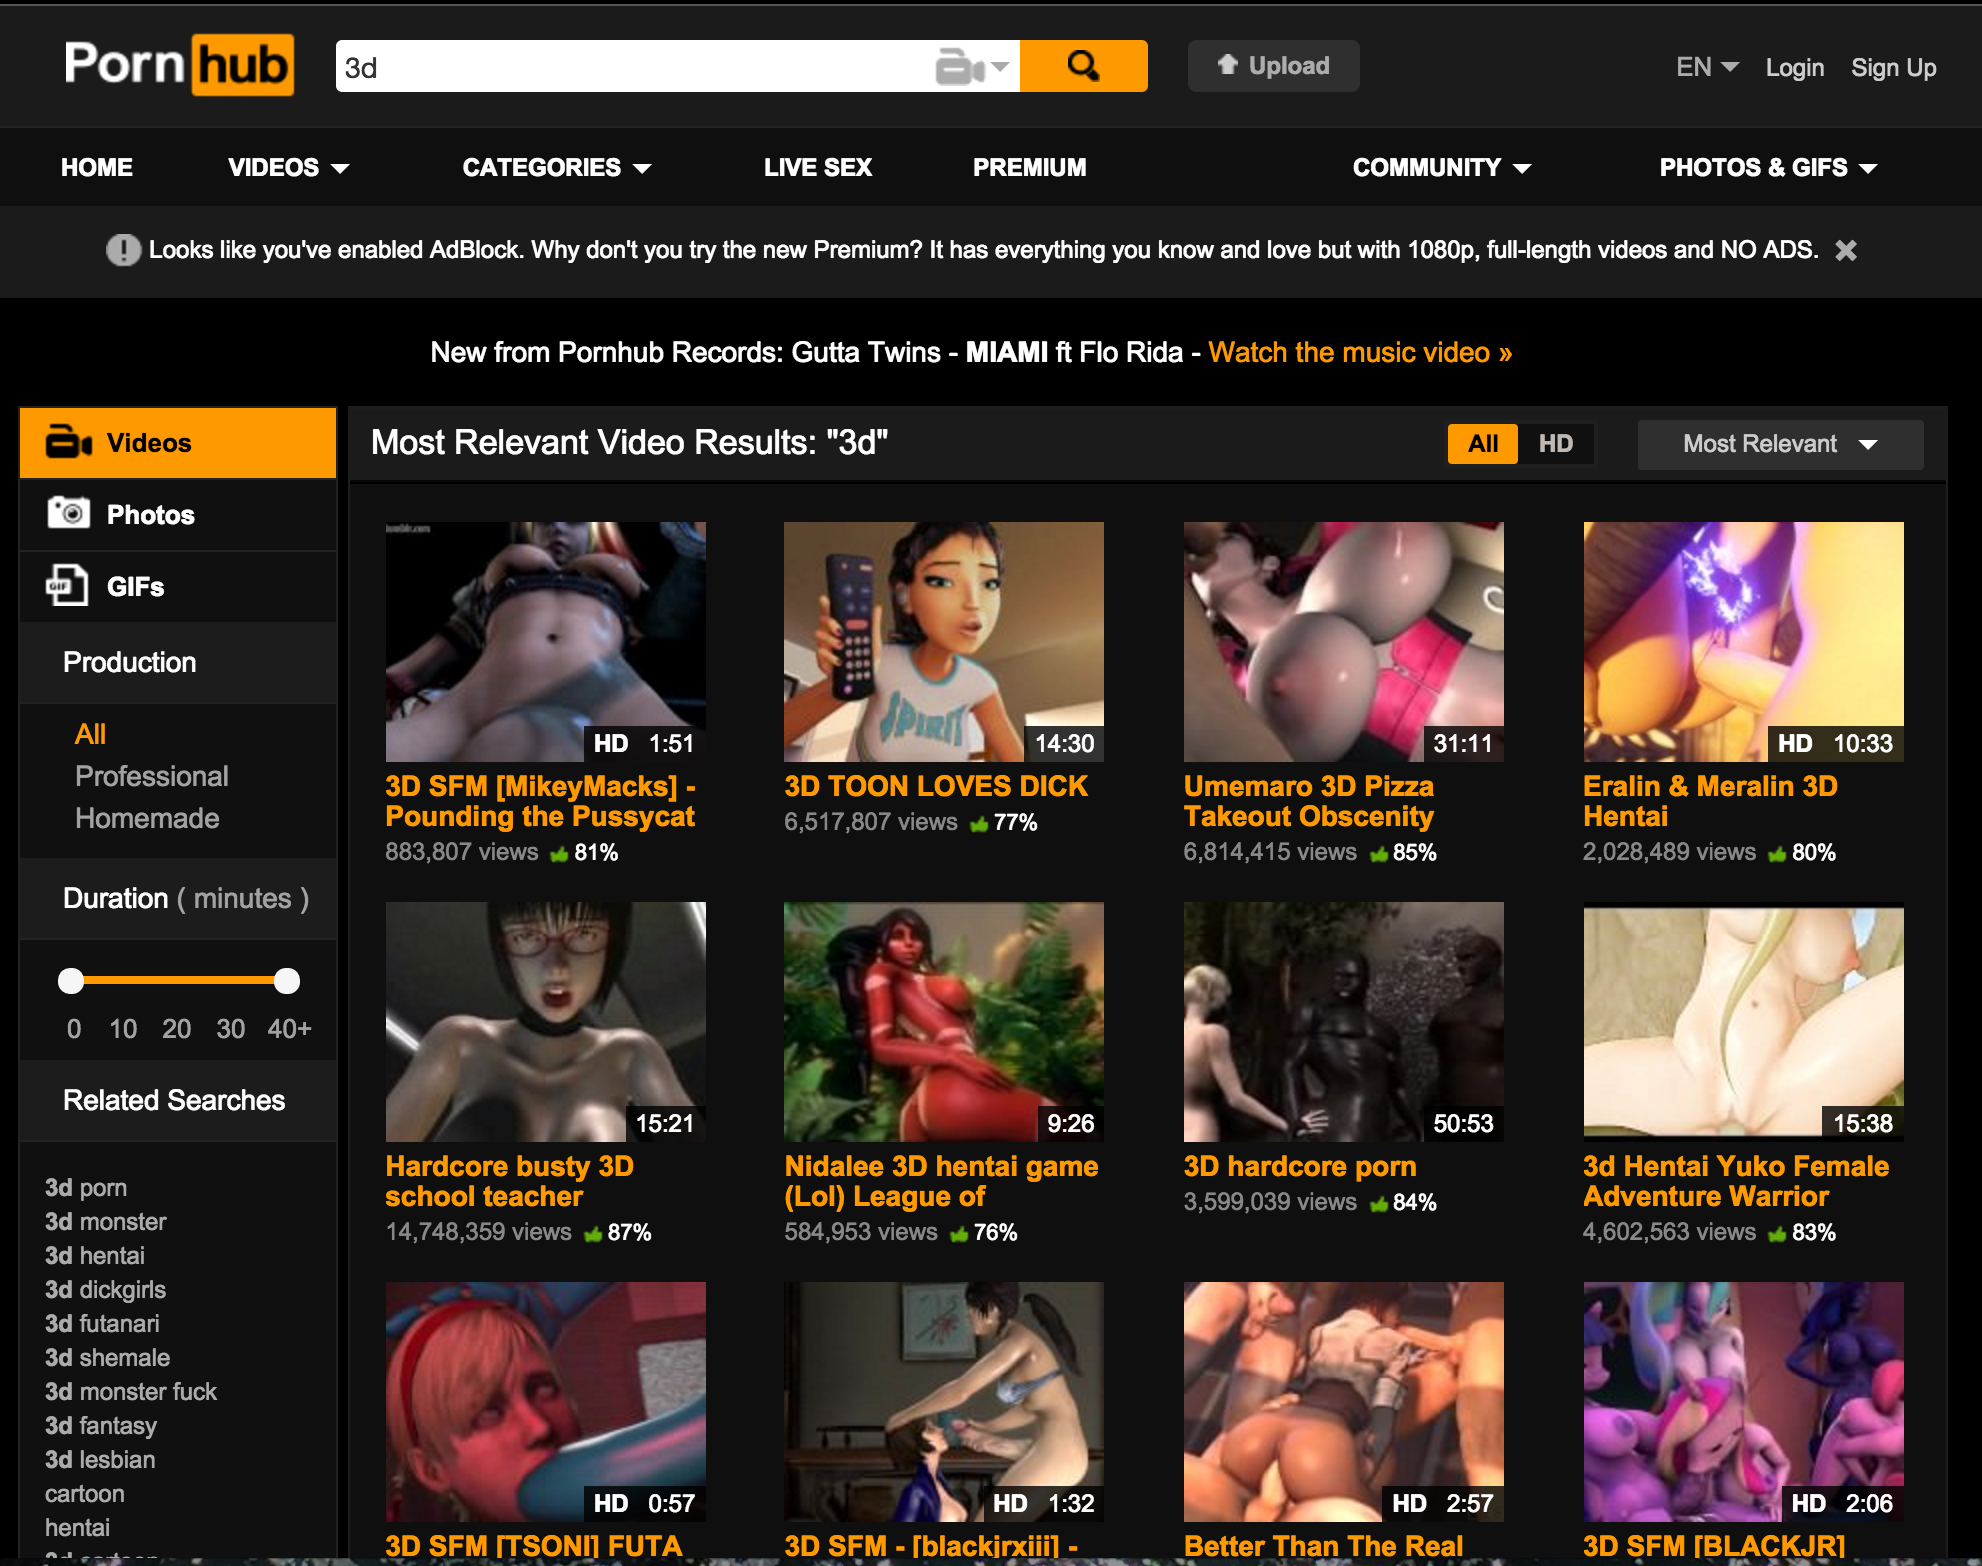 Pornhub
3d
Upload
EN
Login
Sign Up
HOME
VIDEOS
CATEGORIES
LIVE SEX
PREMIUM
COMMUNITY
PHOTOS & GIFS
Looks like you've enabled AdBlock. Why don't you try the new Premium? It has everything you know and love but with 1080p, full-length videos and NO ADS.
New from Pornhub Records: Gutta Twins - MIAMI ft Flo Rida - Watch the music video »
Videos
Photos
GIF
GIFs
Production
All
Professional
Homemade
Duration ( minutes )
0 10 20 30 40+
Related Searches
3d porn
3d monster
3d hentai
3d dickgirls
3d futanari
3d shemale
3d monster fuck
3d fantasy
3d lesbian
cartoon
hentai
3d cartoon
Most Relevant Video Results: "3d"
All
HD
Most Relevant
HD 1:51
3D SFM [MikeyMacks] -
Pounding the Pussycat
883,807 views 81%
SPIRIT
14:30
3D TOON LOVES DICK
6,517,807 views 77%
31:11
Umemaro 3D Pizza
Takeout Obscenity
6,814,415 views 85%
HD 10:33
Eralin & Meralin 3D
Hentai
2,028,489 views 80%
15:21
Hardcore busty 3D
school teacher
14,748,359 views 87%
9:26
Nidalee 3D hentai game
(Lol) League of
584,953 views 76%
50:53
3D hardcore porn
3,599,039 views 84%
15:38
3d Hentai Yuko Female
Adventure Warrior
4,602,563 views 83%
HD 0:57
3D SFM [TSONI] FUTA
HD 1:32
3D SFM - [blackjrxiii] -
HD 2:57
Better Than The Real
HD 2:06
3D SFM [BLACKJR]